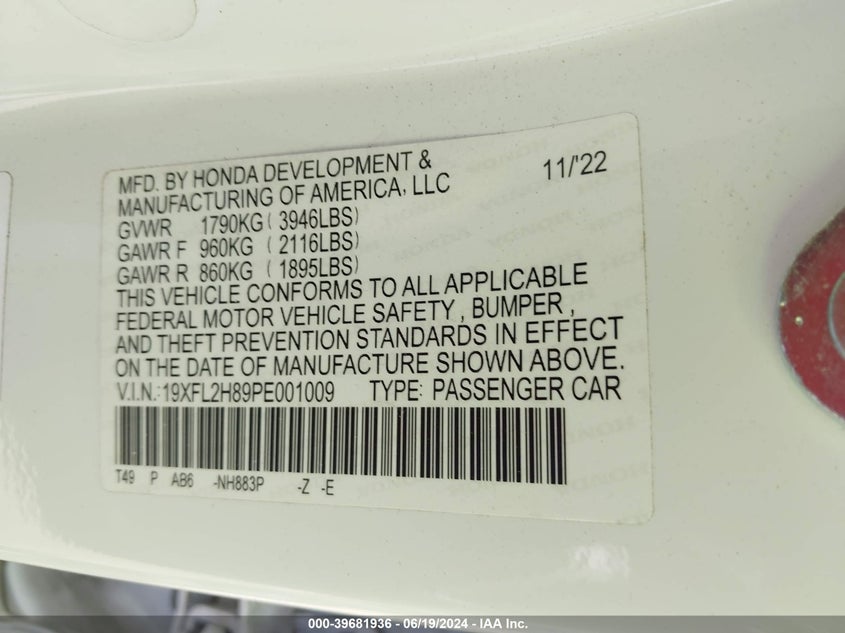 MFD. BY HONDA DEVELOPMENT & MANUFACTURING OF AMERICA, LLC 11/'22
GVWR 1790KG ( 3946LBS)
GAWR F 960KG ( 2116LBS)
GAWR R 860KG ( 1895LBS)
THIS VEHICLE CONFORMS TO ALL APPLICABLE
FEDERAL MOTOR VEHICLE SAFETY , BUMPER ,
AND THEFT PREVENTION STANDARDS IN EFFECT
ON THE DATE OF MANUFACTURE SHOWN ABOVE.
V.I.N.:19XFL2H89PE001009 TYPE: PASSENGER CAR
T49 P AB6 -NH883P -Z -E
000-39681936 - 06/19/2024 - IAA Inc.